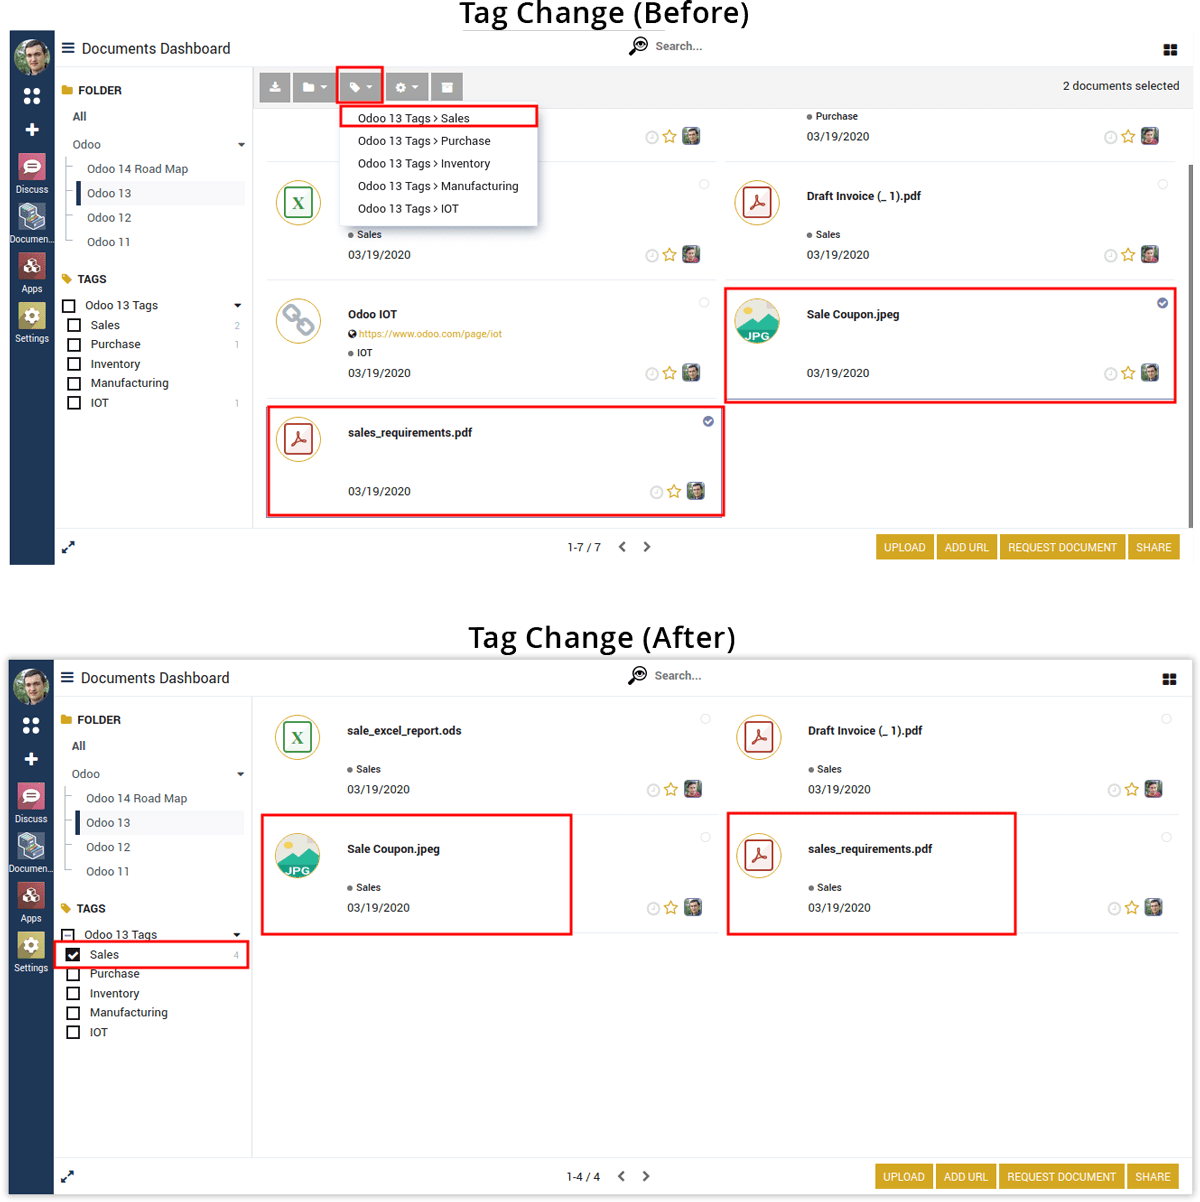 Tag Change (Before)
Documents Dashboard
Search...
FOLDER
All
Odoo
Odoo 14 Road Map
Odoo 13
Odoo 12
Odoo 11
TAGS
Odoo 13 Tags
Sales 2
Purchase 1
Inventory
Manufacturing
IOT 1
Discuss
Documen...
Apps
Settings
2 documents selected
Odoo 13 Tags > Sales
Odoo 13 Tags > Purchase
Odoo 13 Tags > Inventory
Odoo 13 Tags > Manufacturing
Odoo 13 Tags > IOT
Purchase
03/19/2020
X
Sales
03/19/2020
Draft Invoice (_ 1).pdf
Sales
03/19/2020
Odoo IOT
https://www.odoo.com/page/iot
IOT
03/19/2020
JPG
Sale Coupon.jpeg
03/19/2020
sales_requirements.pdf
03/19/2020
1-7 / 7
UPLOAD
ADD URL
REQUEST DOCUMENT
SHARE
Tag Change (After)
Documents Dashboard
Search...
FOLDER
All
Odoo
Odoo 14 Road Map
Odoo 13
Odoo 12
Odoo 11
TAGS
Odoo 13 Tags
Sales 4
Purchase
Inventory
Manufacturing
IOT
Discuss
Documen...
Apps
Settings
X
sale_excel_report.ods
Sales
03/19/2020
Draft Invoice (_ 1).pdf
Sales
03/19/2020
JPG
Sale Coupon.jpeg
Sales
03/19/2020
sales_requirements.pdf
Sales
03/19/2020
1-4 / 4
UPLOAD
ADD URL
REQUEST DOCUMENT
SHARE